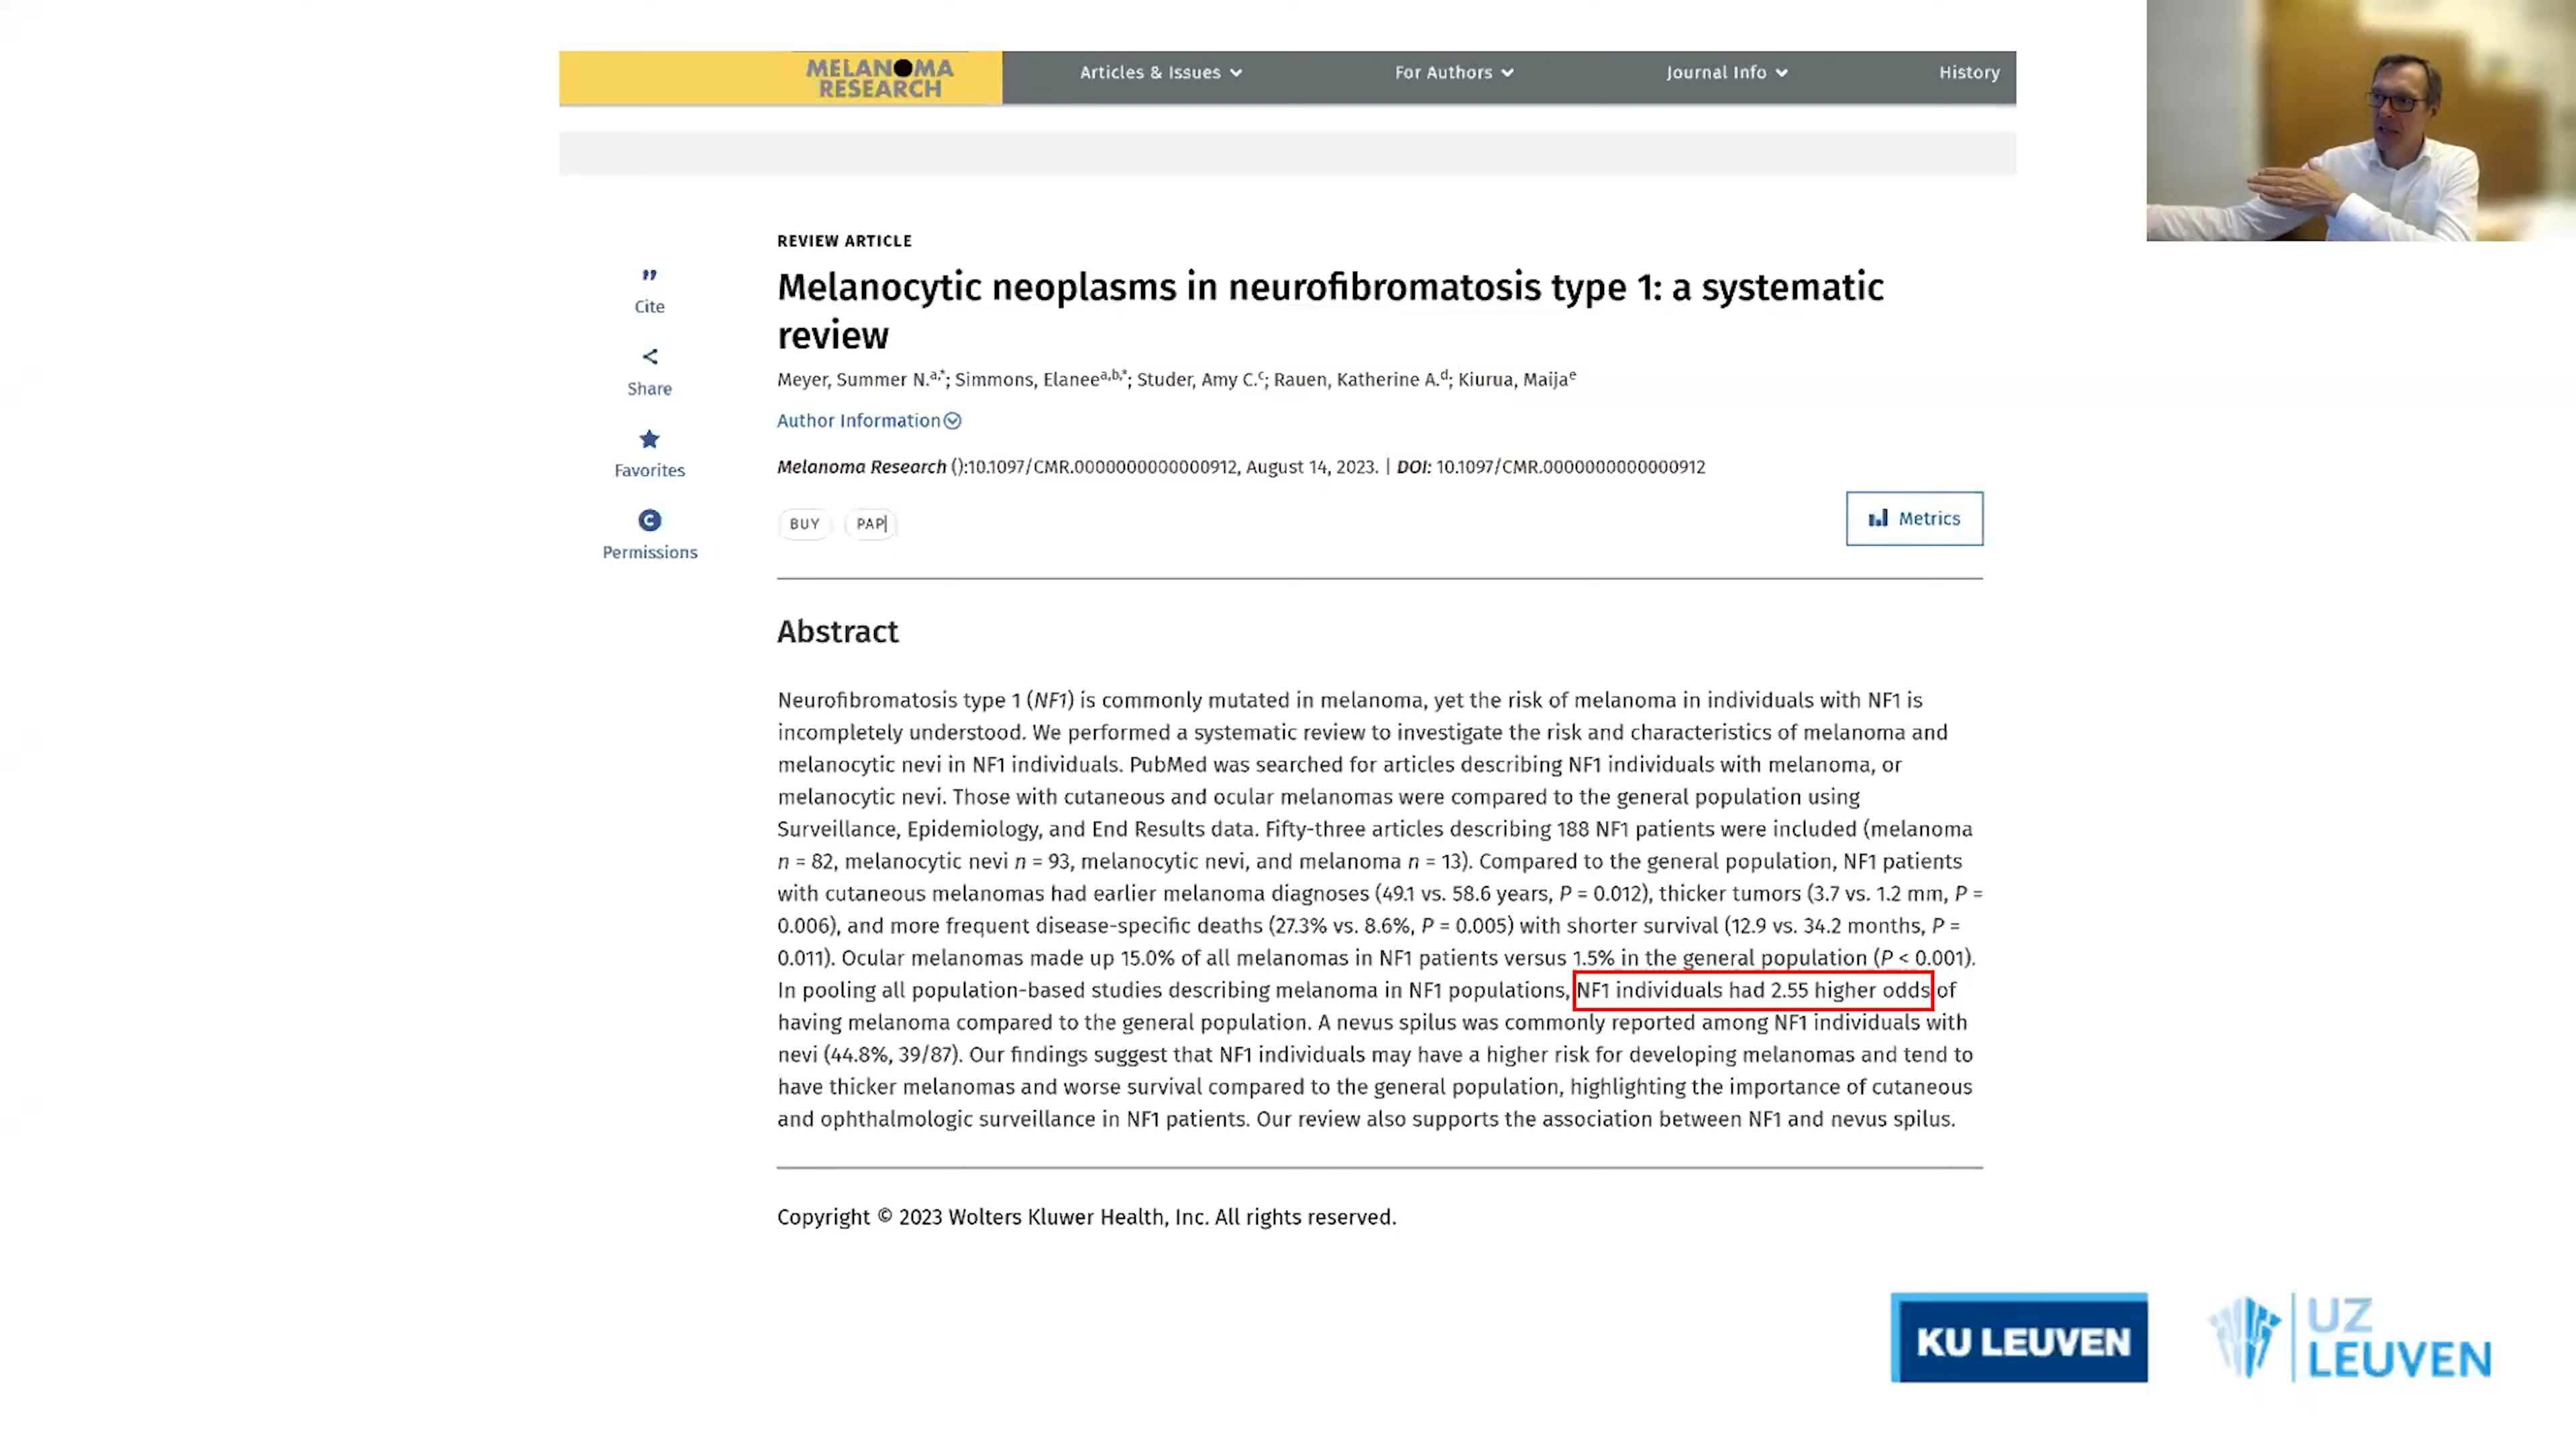 MELANOMA
RESEARCH
Articles & Issues
For Authors
Journal Info
History
REVIEW ARTICLE
Melanocytic neoplasms in neurofibromatosis type 1: a systematic
review
Meyer, Summer N.a,*; Simmons, Elaneea,b,*; Studer, Amy C.c; Rauen, Katherine A.d; Kiurua, Maijae
Author Information
Melanoma Research ():10.1097/CMR.0000000000000912, August 14, 2023. | DOI: 10.1097/CMR.0000000000000912
BUY
PAP
Metrics
Cite
Share
Favorites
Permissions
Abstract
Neurofibromatosis type 1 (NF1) is commonly mutated in melanoma, yet the risk of melanoma in individuals with NF1 is
incompletely understood. We performed a systematic review to investigate the risk and characteristics of melanoma and
melanocytic nevi in NF1 individuals. PubMed was searched for articles describing NF1 individuals with melanoma, or
melanocytic nevi. Those with cutaneous and ocular melanomas were compared to the general population using
Surveillance, Epidemiology, and End Results data. Fifty-three articles describing 188 NF1 patients were included (melanoma
n = 82, melanocytic nevi n = 93, melanocytic nevi, and melanoma n = 13). Compared to the general population, NF1 patients
with cutaneous melanomas had earlier melanoma diagnoses (49.1 vs. 58.6 years, P = 0.012), thicker tumors (3.7 vs. 1.2 mm, P =
0.006), and more frequent disease-specific deaths (27.3% vs. 8.6%, P = 0.005) with shorter survival (12.9 vs. 34.2 months, P =
0.011). Ocular melanomas made up 15.0% of all melanomas in NF1 patients versus 1.5% in the general population (P < 0.001).
In pooling all population-based studies describing melanoma in NF1 populations, NF1 individuals had 2.55 higher odds of
having melanoma compared to the general population. A nevus spilus was commonly reported among NF1 individuals with
nevi (44.8%, 39/87). Our findings suggest that NF1 individuals may have a higher risk for developing melanomas and tend to
have thicker melanomas and worse survival compared to the general population, highlighting the importance of cutaneous
and ophthalmologic surveillance in NF1 patients. Our review also supports the association between NF1 and nevus spilus.
Copyright © 2023 Wolters Kluwer Health, Inc. All rights reserved.
KU LEUVEN
UZ
LEUVEN